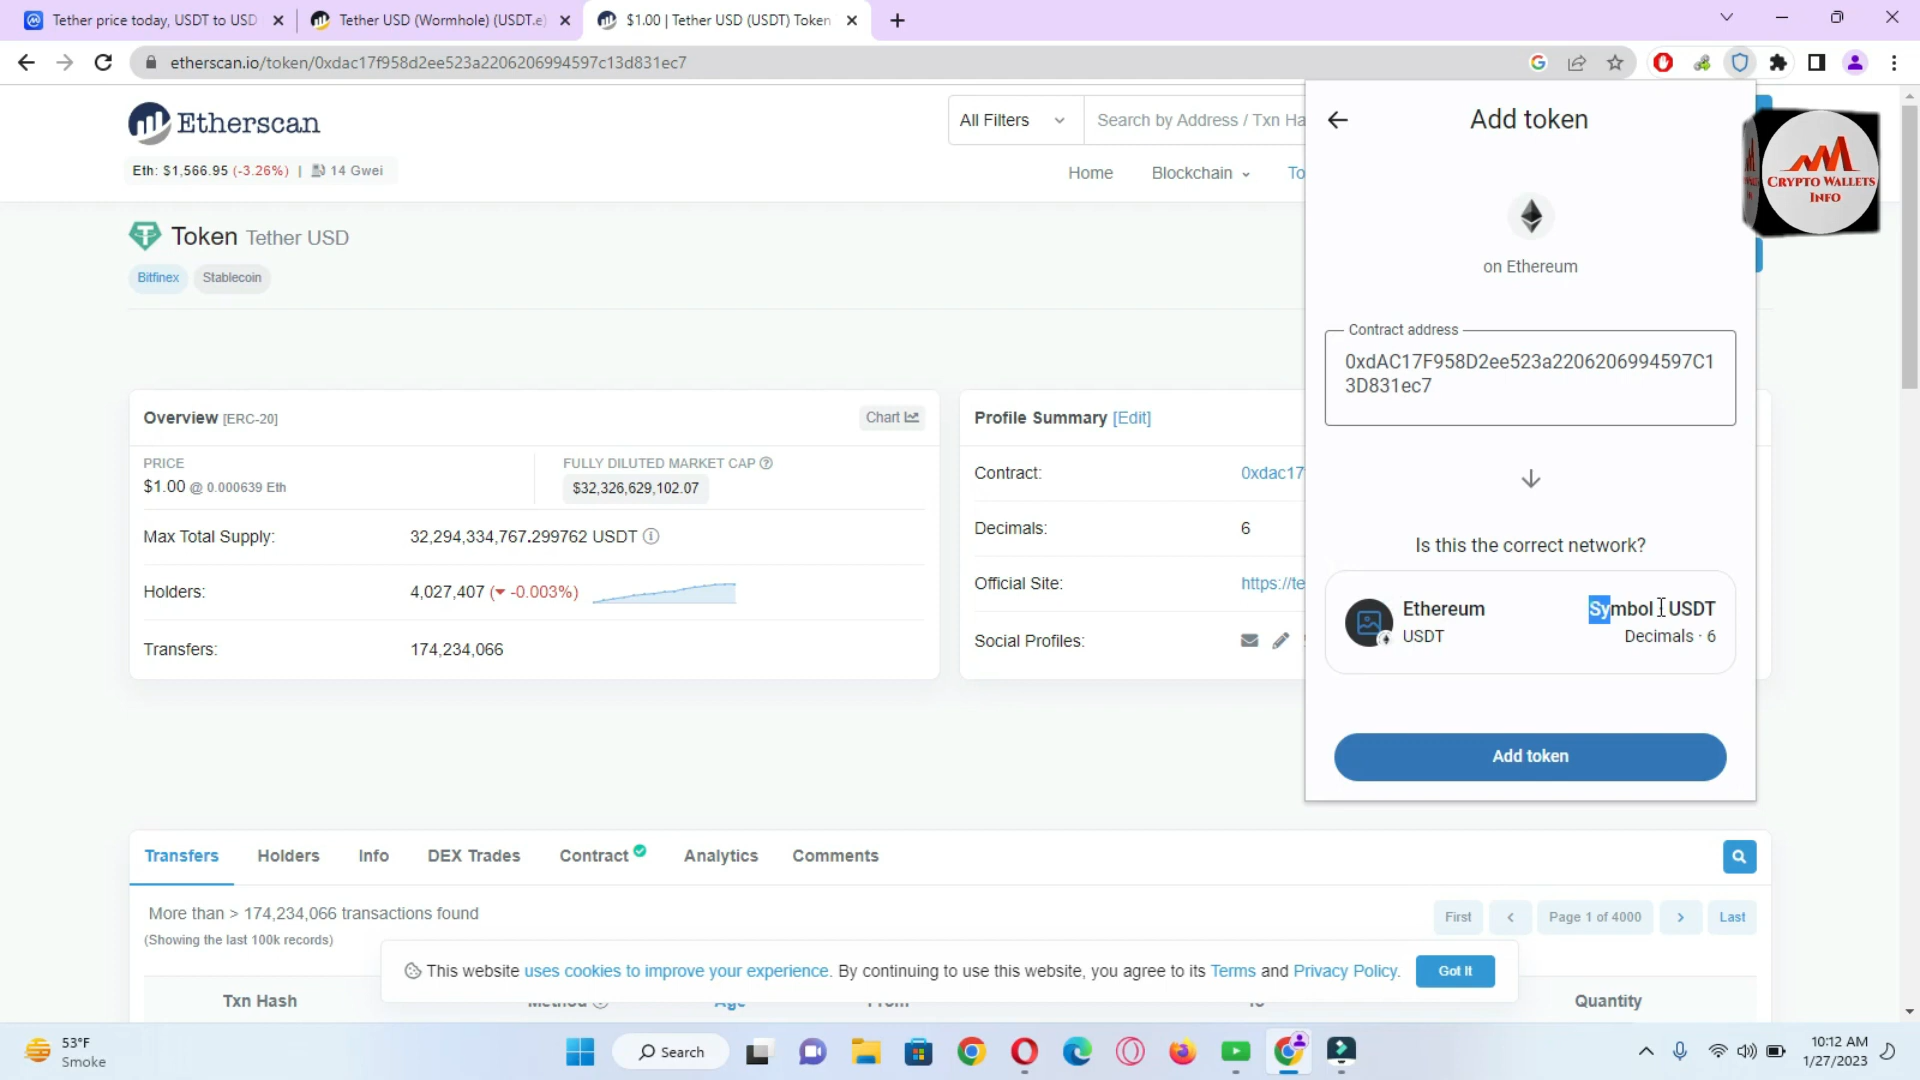 Tether price today, USDT to USD
Tether USD (Wormhole) (USDT.e)
$1.00 | Tether USD (USDT) Token
etherscan.io/token/0xdac17f958d2ee523a2206206994597c13d831ec7
Etherscan
All Filters
Search by Address / Txn Ha
Eth: $1,566.95 (-3.26%) | 14 Gwei
Home
Blockchain
To
Token Tether USD
Bitfinex
Stablecoin
Overview [ERC-20]
Chart
PRICE
$1.00 @ 0.000639 Eth
FULLY DILUTED MARKET CAP
$32,326,629,102.07
Max Total Supply:
32,294,334,767.299762 USDT
Holders:
4,027,407 (-0.003%)
Transfers:
174,234,066
Profile Summary [Edit]
Contract:
0xdac17
Decimals:
6
Official Site:
https://te
Social Profiles:
Add token
on Ethereum
Contract address
0xdAC17F958D2ee523a2206206994597C1
3D831ec7
Is this the correct network?
Ethereum
USDT
Symbol · USDT
Decimals · 6
Add token
CRYPTO WALLETS
INFO
Transfers
Holders
Info
DEX Trades
Contract
Analytics
Comments
More than > 174,234,066 transactions found
(Showing the last 100k records)
First
Page 1 of 4000
Last
This website uses cookies to improve your experience. By continuing to use this website, you agree to its Terms and Privacy Policy.
Got It
Txn Hash
Method
Age
From
To
Quantity
53°F
Smoke
Search
10:12 AM
1/27/2023